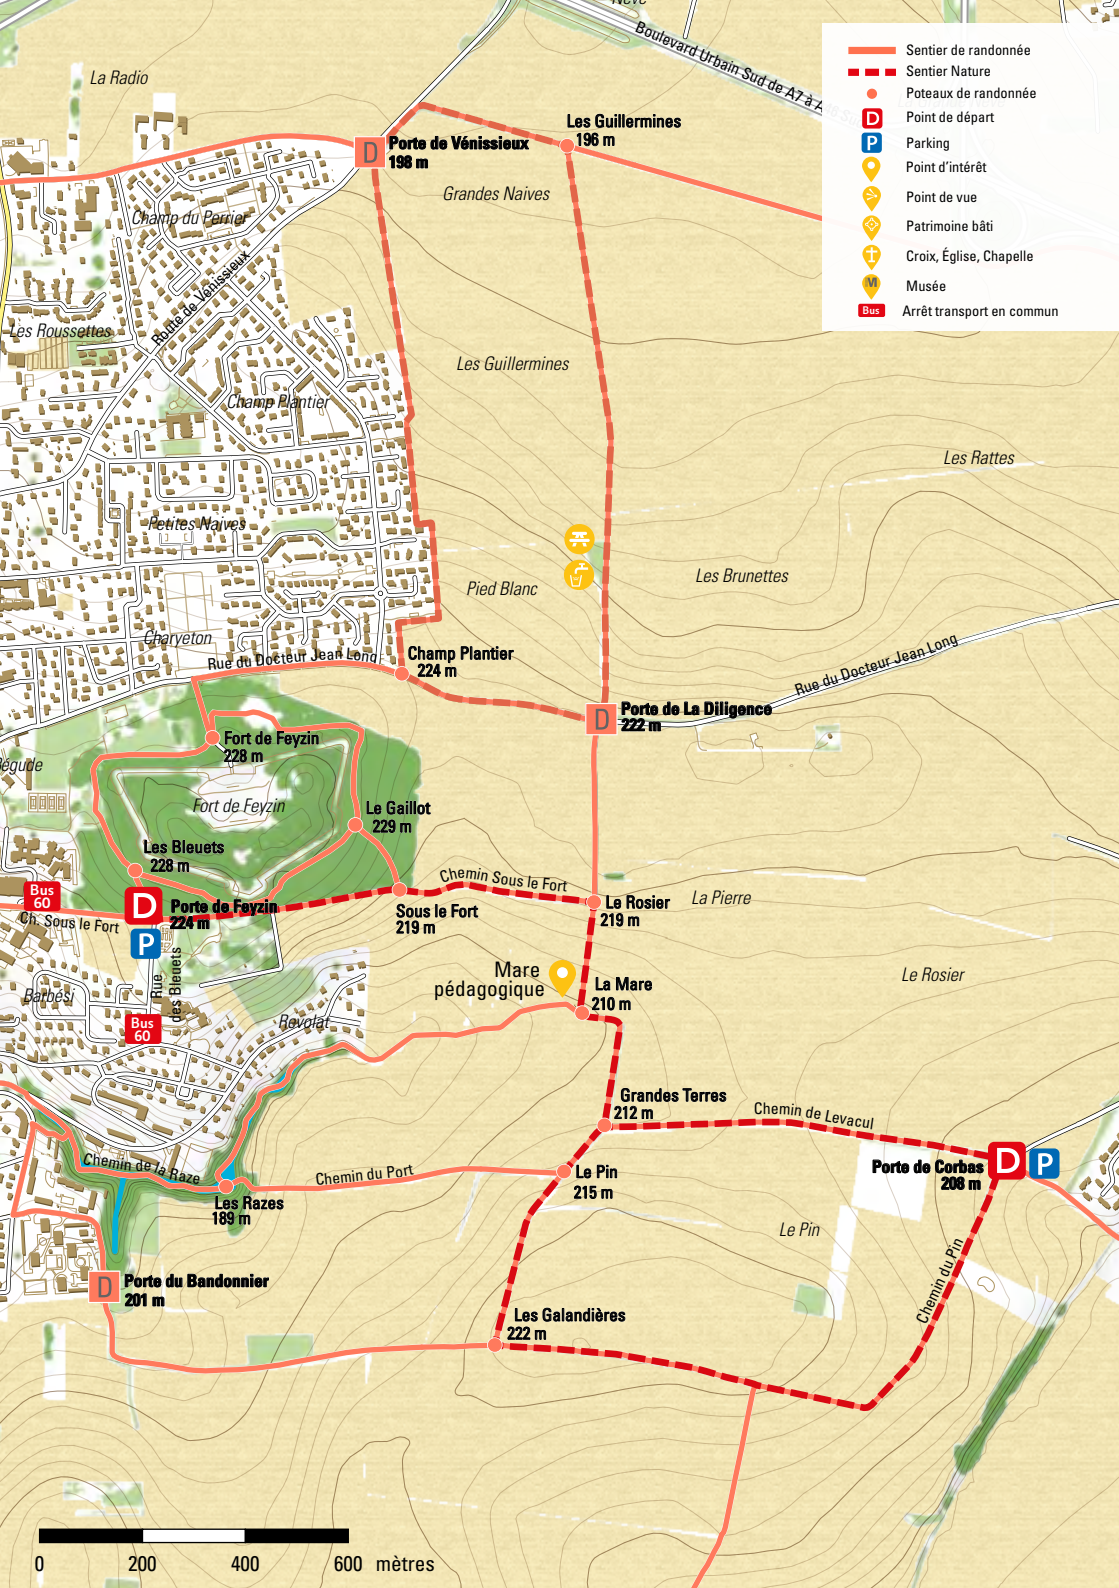 Neve
Boulevard Urbain Sud de A7 à A46 Sud
La Radio
Sentier de randonnée
Sentier Nature
Poteaux de randonnée
D Point de départ
P Parking
Point d'intérêt
Point de vue
Patrimoine bâti
Croix, Église, Chapelle
M Musée
Bus Arrêt transport en commun
Les Guillermines
196 m
D Porte de Vénissieux
198 m
Grandes Naives
Champ du Perrier
Route de Vénissieux
Les Roussettes
Les Guillermines
Champ Plantier
Les Rattes
Petites Naives
Les Brunettes
Pied Blanc
Charveton
Rue du Docteur Jean Long
Champ Plantier
224 m
Rue du Docteur Jean Long
D Porte de La Diligence
222 m
Fort de Feyzin
228 m
égude
Fort de Feyzin
Le Gaillot
229 m
Les Bleuets
228 m
Bus
60
Chemin Sous le Fort
La Pierre
D Porte de Feyzin
224 m
Ch. Sous le Fort
Sous le Fort
219 m
Le Rosier
219 m
P
Rue
des Bleuets
Mare
pédagogique
La Mare
210 m
Le Rosier
Barbési
Bus
60
Revolat
Grandes Terres
212 m
Chemin de Levacul
Chemin de la Raze
Chemin du Port
Le Pin
215 m
Porte de Corbas
208 m
D P
Les Razes
189 m
Le Pin
Chemin du Pin
D Porte du Bandonnier
201 m
Les Galandières
222 m
0 200 400 600 mètres